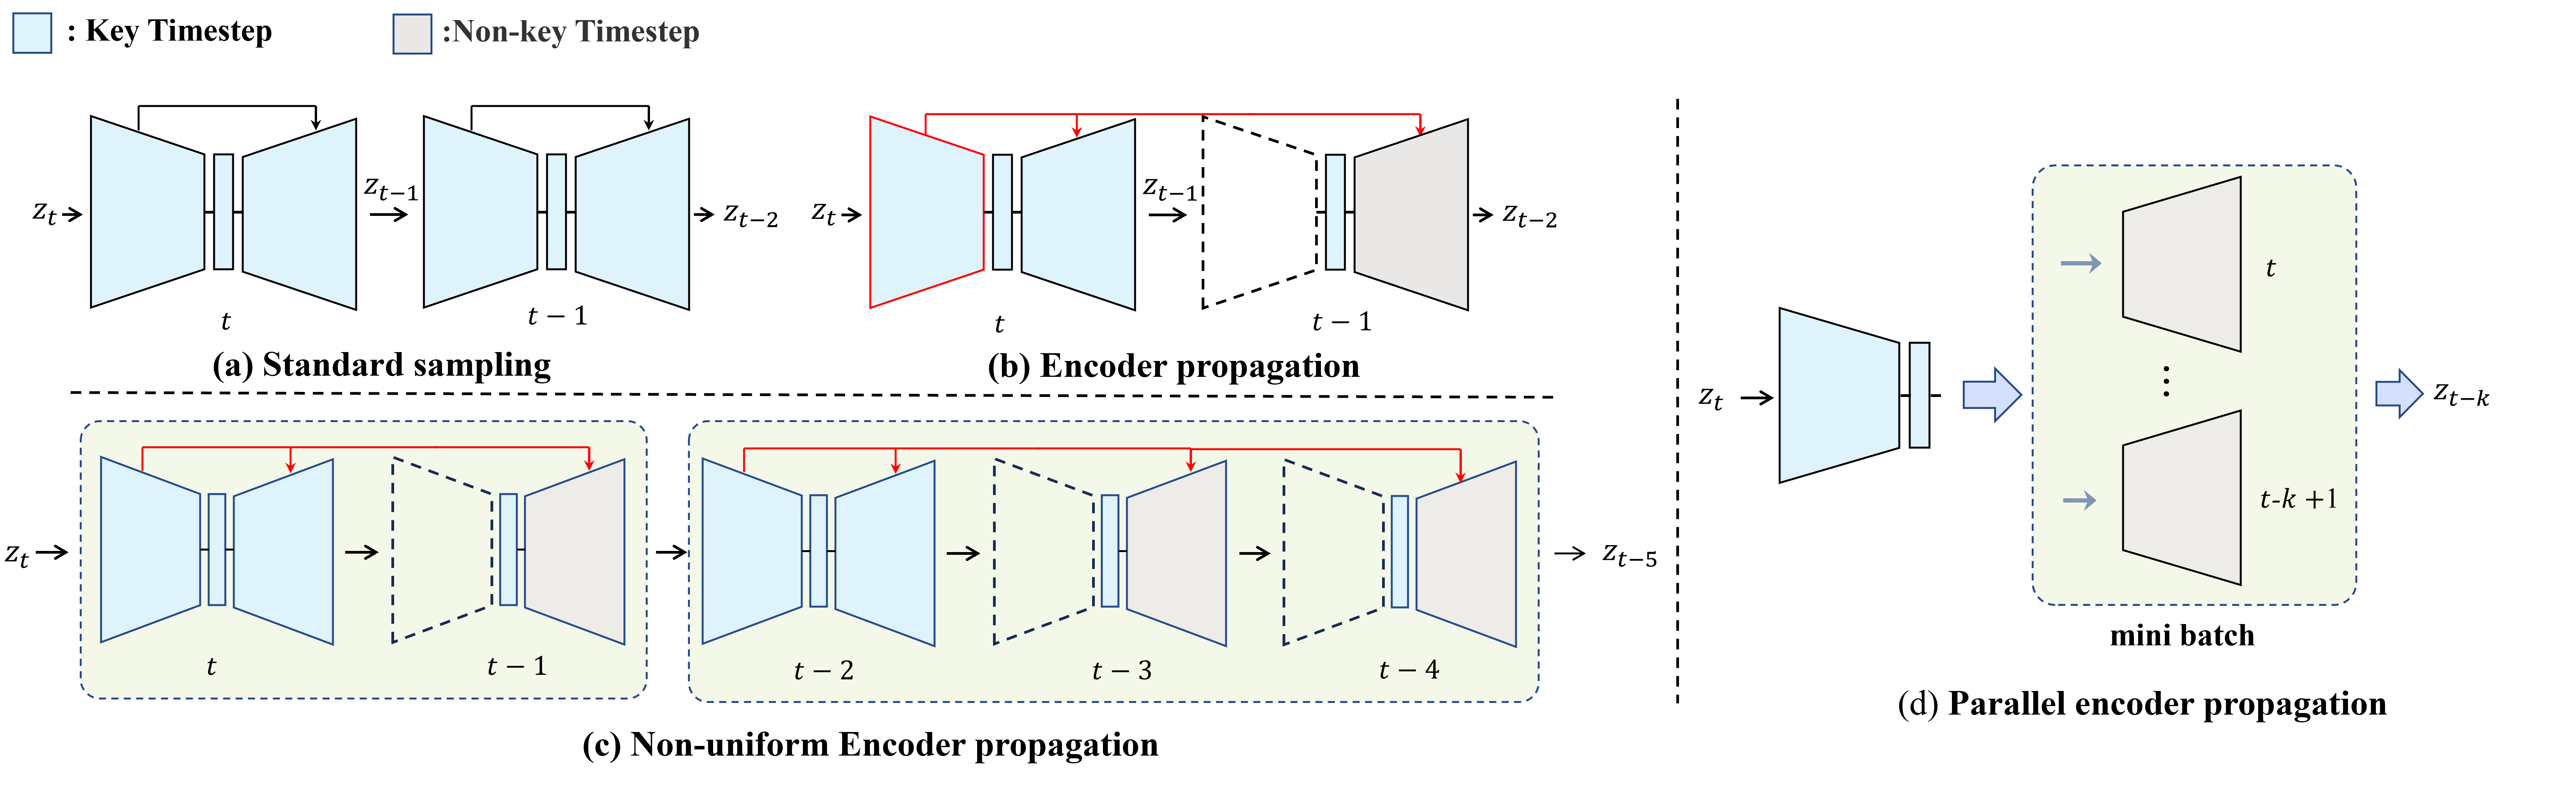 : Key Timestep
:Non-key Timestep
z_t
z_{t−1}
z_{t−2}
t
t − 1
(a) Standard sampling
z_t
z_{t−1}
z_{t−2}
t
t − 1
(b) Encoder propagation
z_t
z_{t−5}
t
t − 1
t − 2
t − 3
t − 4
(c) Non-uniform Encoder propagation
z_t
t
⋮
t-k +1
z_{t−k}
mini batch
(d) Parallel encoder propagation